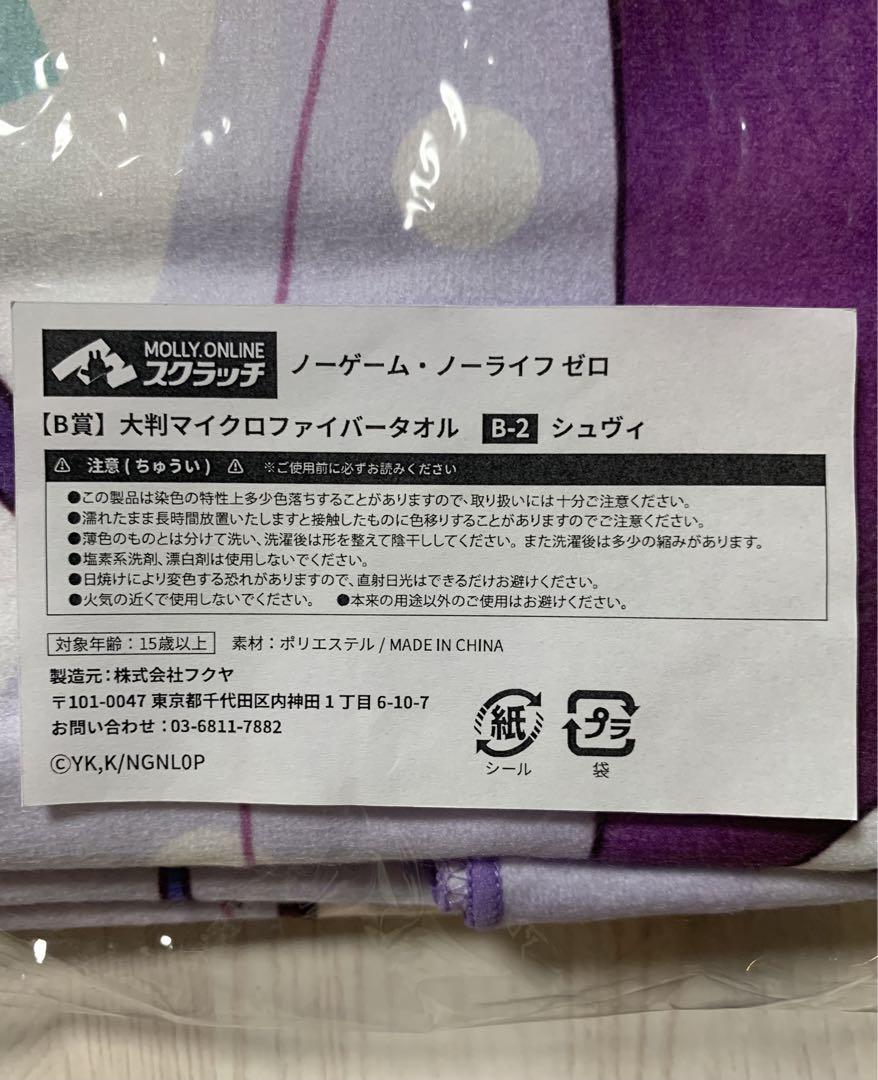 MOLLY.ONLINE
スクラッチ
ノーゲーム・ノーライフ ゼロ
【B賞】大判マイクロファイバータオル B-2 シュヴィ
⚠ 注意(ちゅうい) ⚠ ※ご使用前に必ずお読みください
●この製品は染色の特性上多少色落ちすることがありますので、取り扱いには十分ご注意ください。
●濡れたまま長時間放置いたしますと接触したものに色移りすることがありますのでご注意ください。
●薄色のものとは分けて洗い、洗濯後は形を整えて陰干ししてください。また洗濯後は多少の縮みがあります。
●塩素系洗剤、漂白剤は使用しないでください。
●日焼けにより変色する恐れがありますので、直射日光はできるだけお避けください。
●火気の近くで使用しないでください。 ●本来の用途以外のご使用はお避けください。
対象年齢：15歳以上 素材：ポリエステル / MADE IN CHINA
製造元：株式会社フクヤ
〒101-0047 東京都千代田区内神田1丁目6-10-7
お問い合わせ：03-6811-7882
©YK,K/NGNL0P
紙 プラ
シール 袋